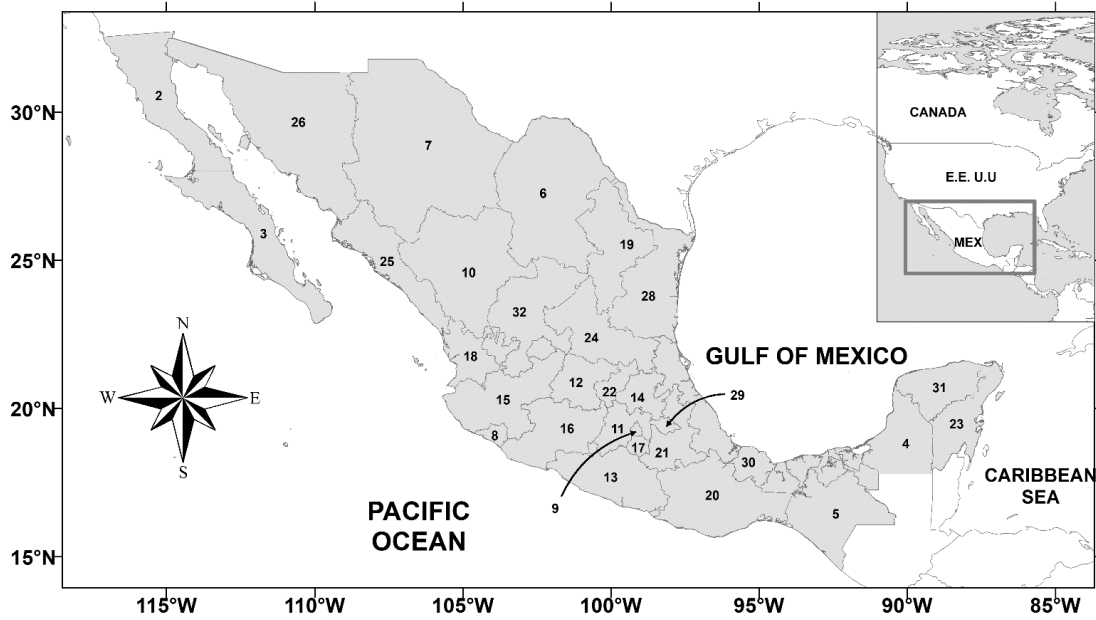 115°W
110°W
105°W
100°W
95°W
90°W
85°W
30°N
25°N
20°N
15°N
CANADA
E.E. U.U
MEX
2
26
7
6
3
19
25
10
28
32
24
18
GULF OF MEXICO
12
22
14
29
31
15
23
8
16
11
17
21
30
4
13
20
5
9
N
W
E
S
PACIFIC
OCEAN
CARIBBEAN
SEA